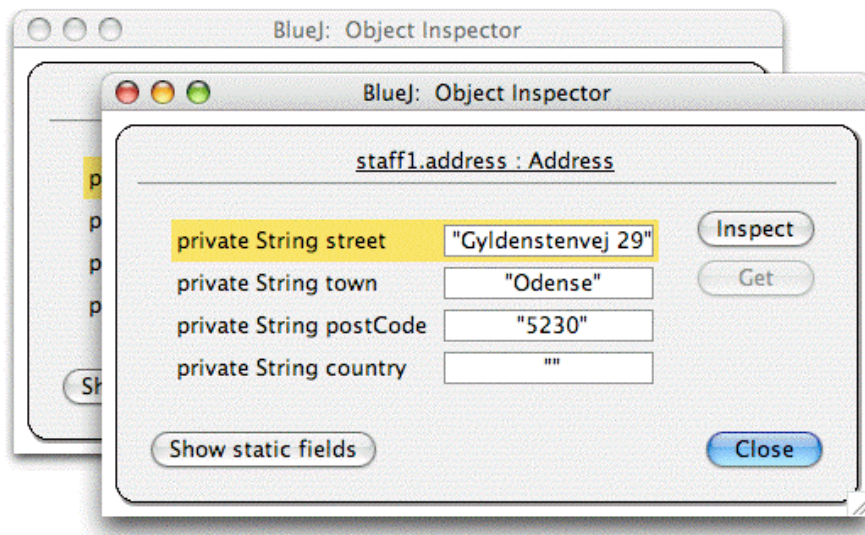 BlueJ: Object Inspector
BlueJ: Object Inspector
staff1.address : Address
private String street "Gyldenstenvej 29" Inspect
private String town "Odense" Get
private String postCode "5230"
private String country ""
Show static fields Close